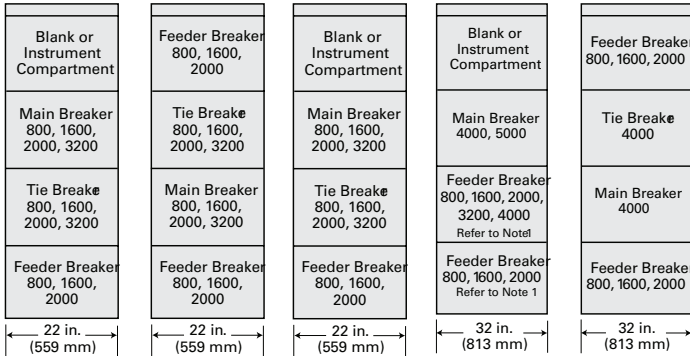 Blank or
Instrument
Compartment
Main Breaker
800, 1600,
2000, 3200
Tie Breaker
800, 1600,
2000, 3200
Feeder Breaker
800, 1600,
2000
22 in.
(559 mm)
Feeder Breaker
800, 1600,
2000
Tie Breaker
800, 1600,
2000, 3200
Main Breaker
800, 1600,
2000, 3200
Feeder Breaker
800, 1600,
2000
22 in.
(559 mm)
Blank or
Instrument
Compartment
Main Breaker
800, 1600,
2000, 3200
Tie Breaker
800, 1600,
2000, 3200
Feeder Breaker
800, 1600,
2000
22 in.
(559 mm)
Blank or
Instrument
Compartment
Main Breaker
4000, 5000
Feeder Breaker
800, 1600, 2000,
3200, 4000
Refer to Note1
Feeder Breaker
800, 1600, 2000
Refer to Note 1
32 in.
(813 mm)
Feeder Breaker
800, 1600, 2000
Tie Breaker
4000
Main Breaker
4000
Feeder Breaker
800, 1600, 2000
32 in.
(813 mm)